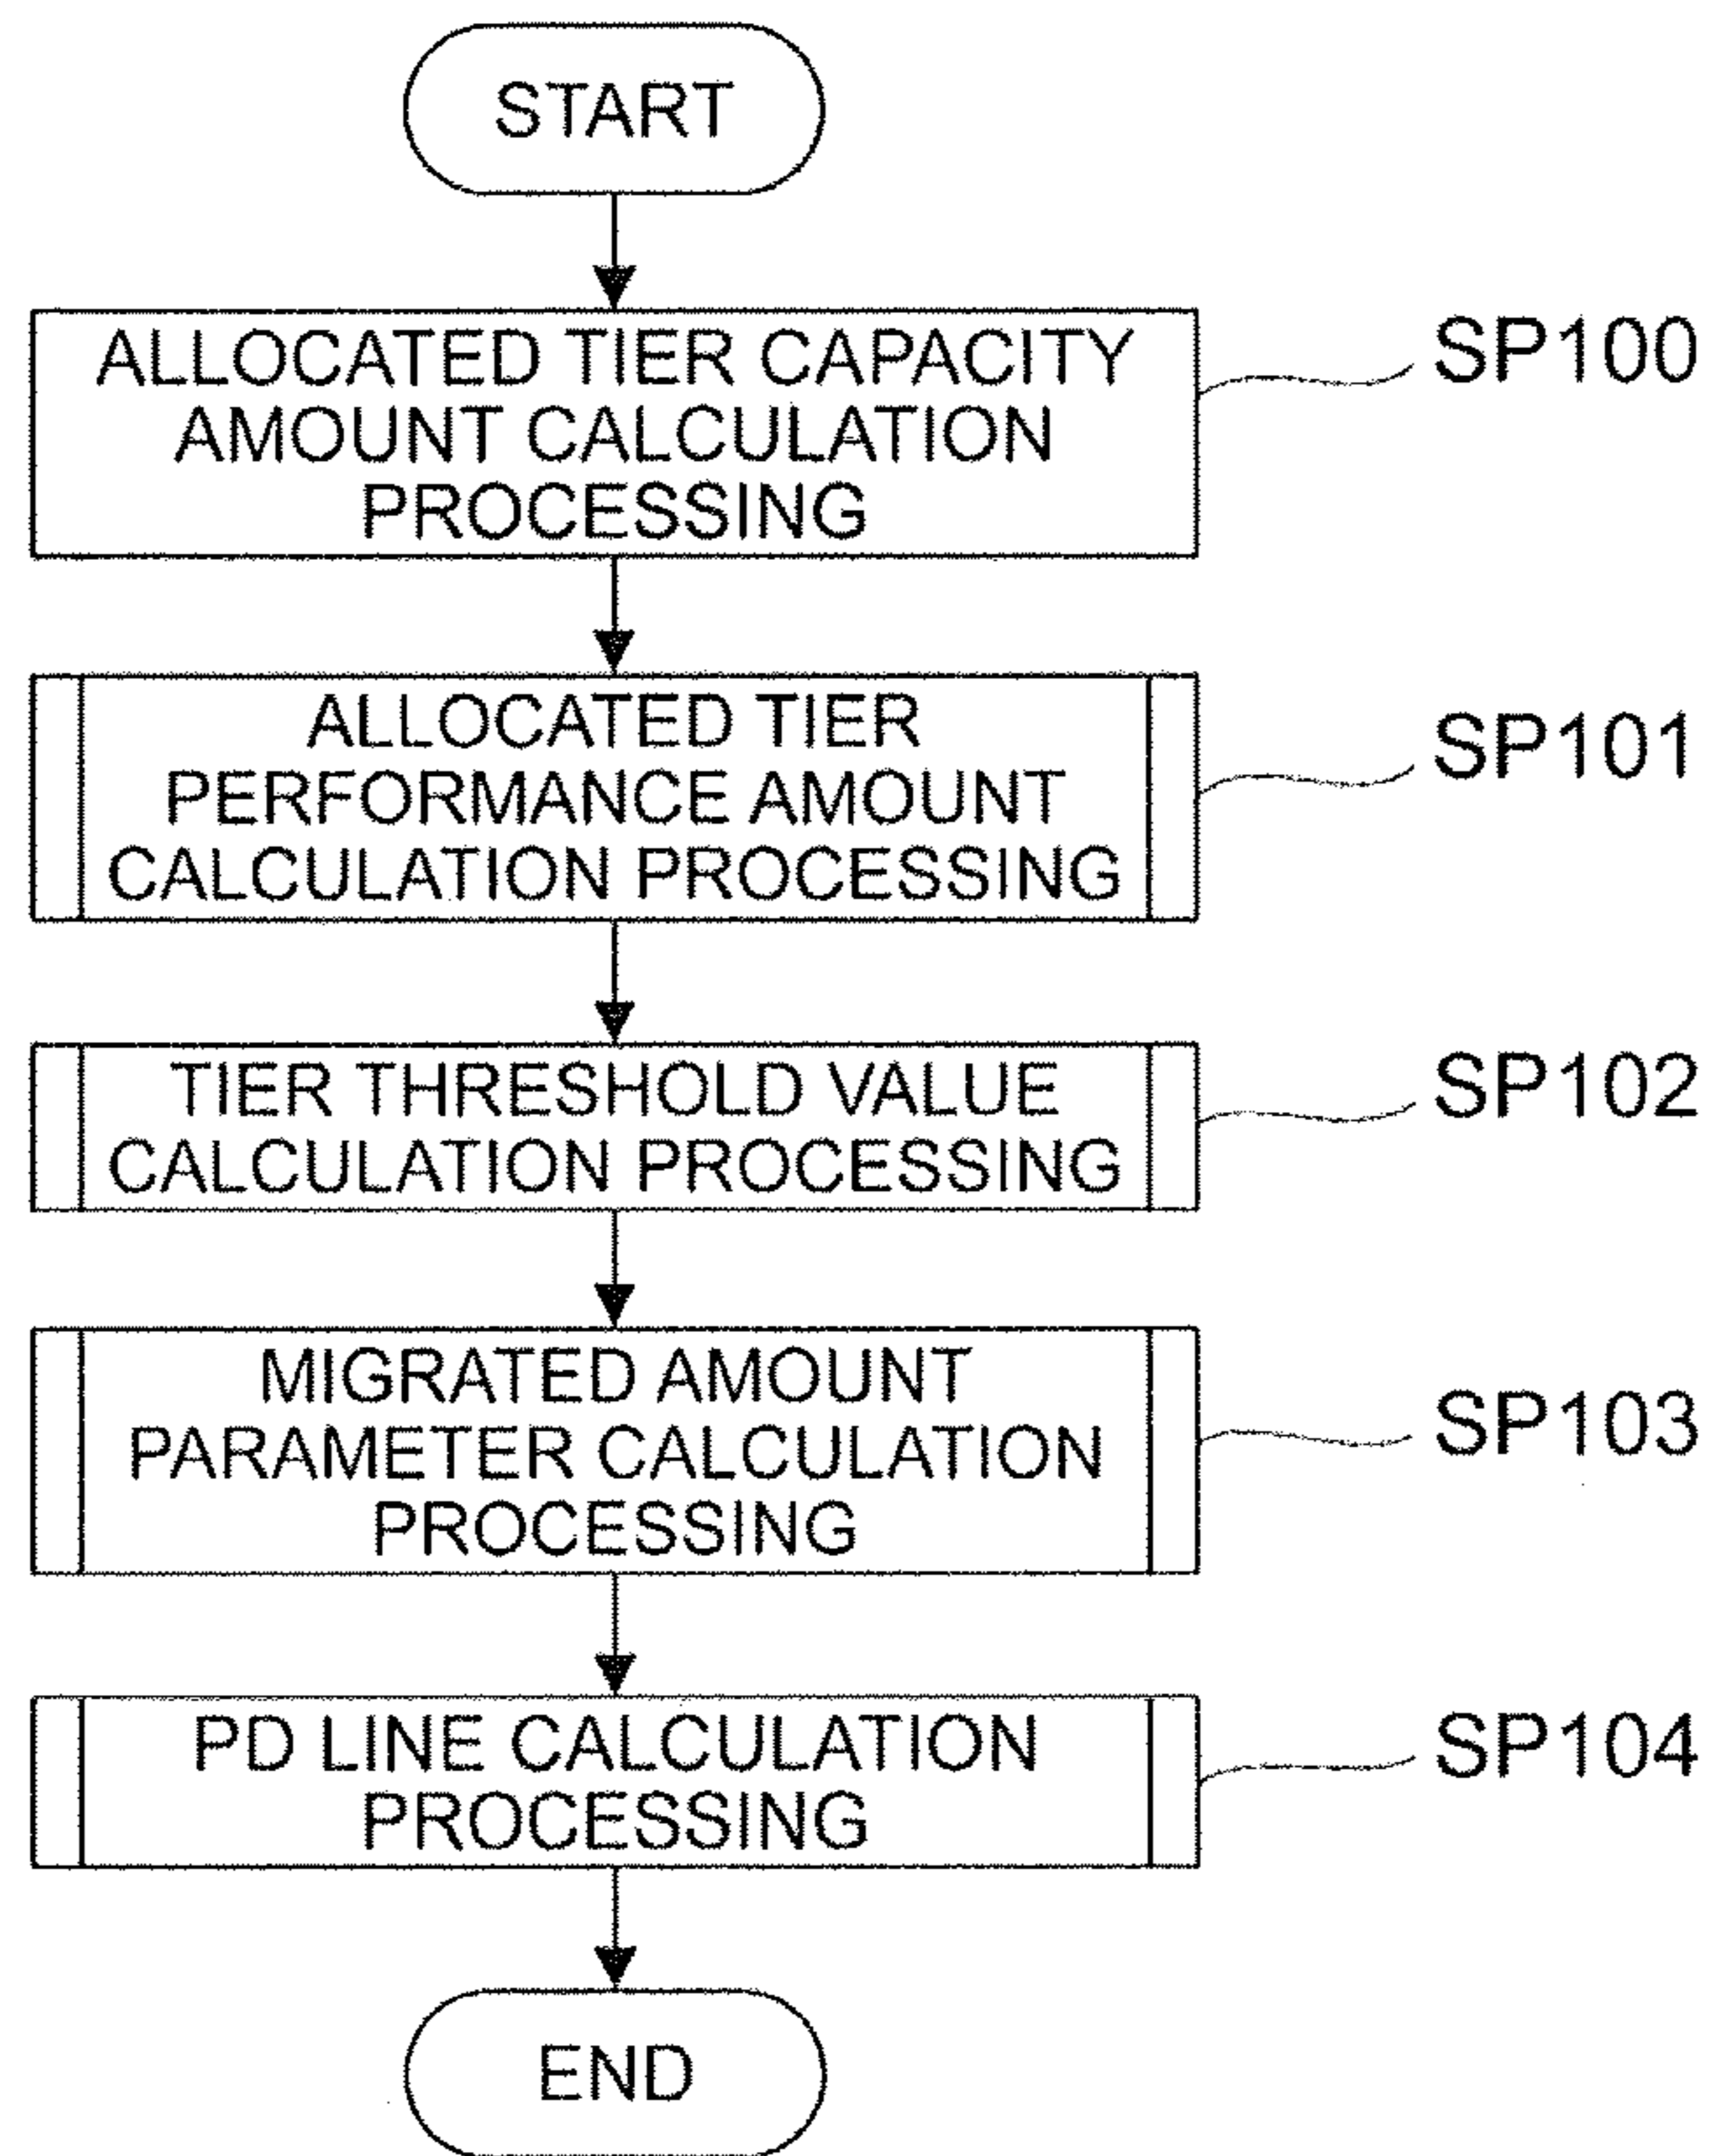 START
ALLOCATED TIER CAPACITY
AMOUNT CALCULATION
PROCESSING
SP100
ALLOCATED TIER
PERFORMANCE AMOUNT
CALCULATION PROCESSING
SP101
TIER THRESHOLD VALUE
CALCULATION PROCESSING
SP102
MIGRATED AMOUNT
PARAMETER CALCULATION
PROCESSING
SP103
PD LINE CALCULATION
PROCESSING
SP104
END